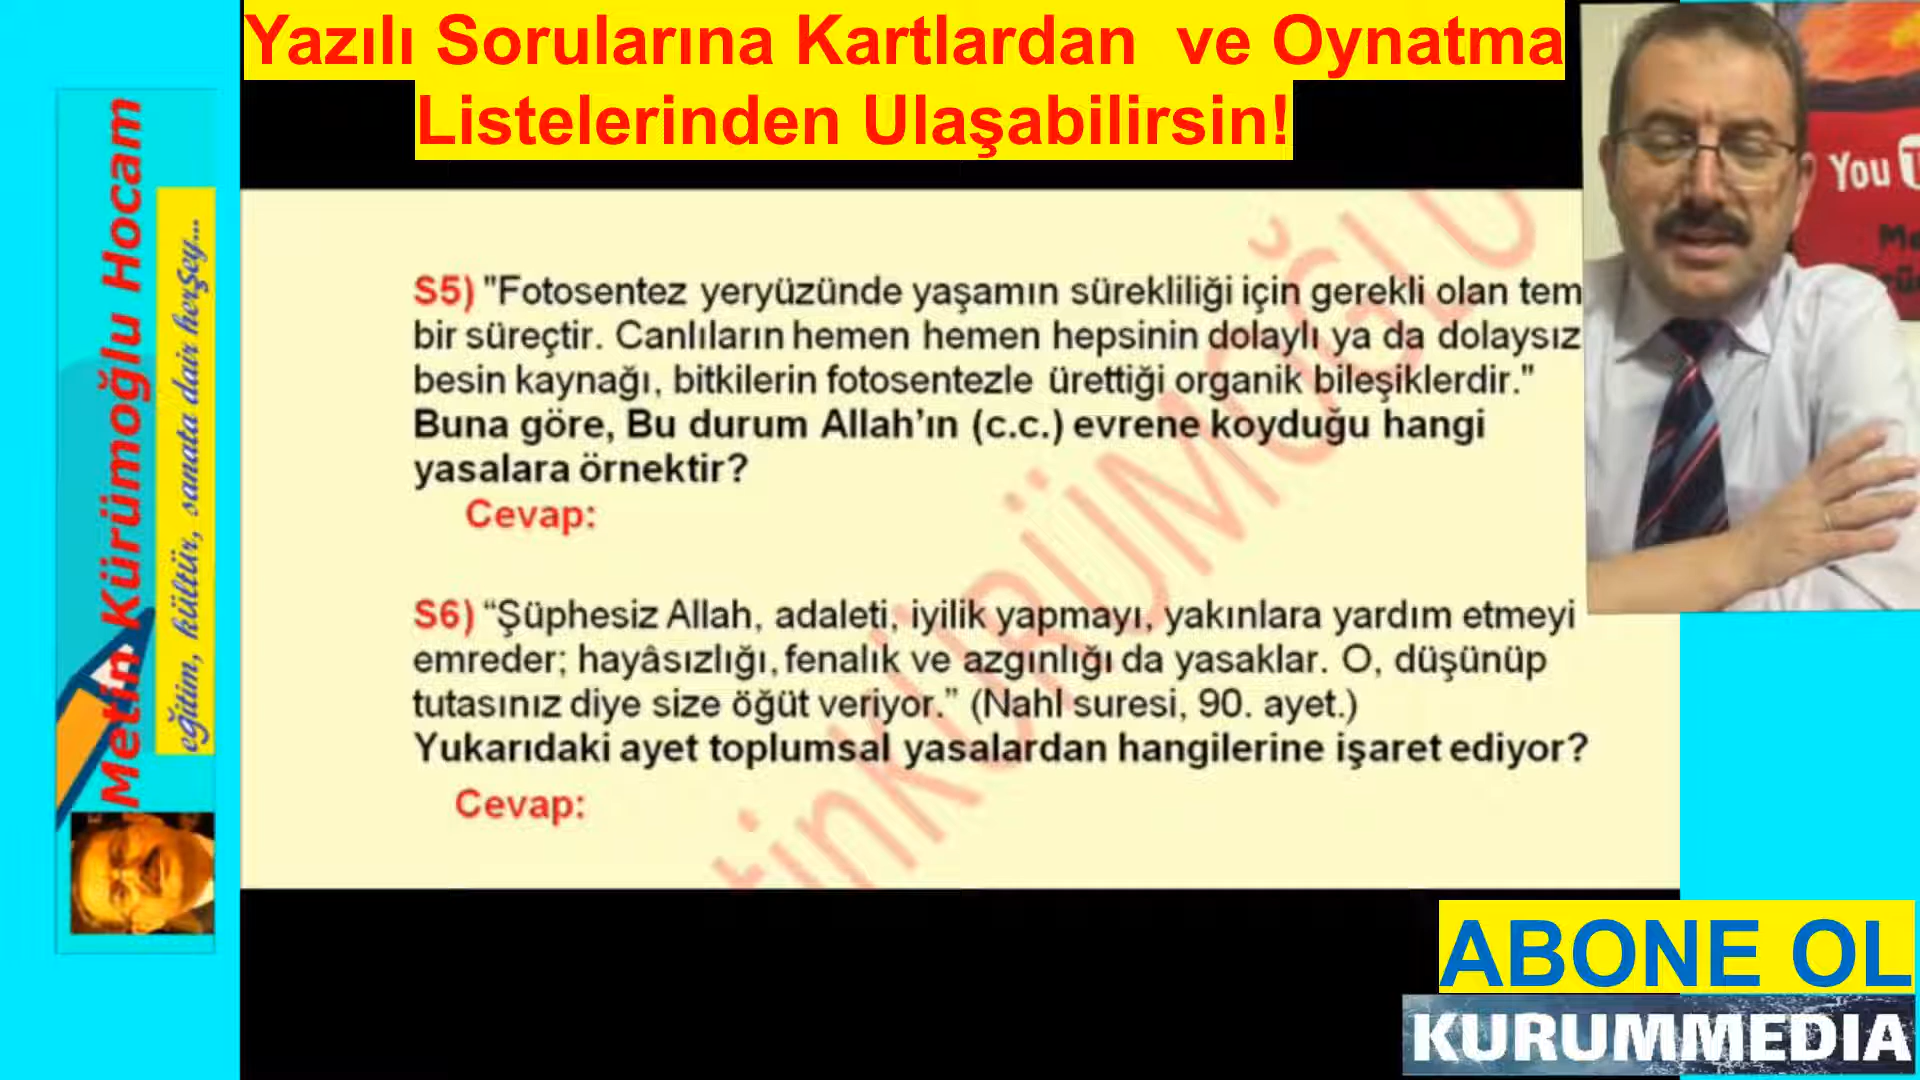 Yazılı Sorularına Kartlardan ve Oynatma
Listelerinden Ulaşabilirsin!
Metin Kürümoğlu Hocam
eğitim, kültür, sanata dair herşey...
You
S5) "Fotosentez yeryüzünde yaşamın sürekliliği için gerekli olan tem
bir süreçtir. Canlıların hemen hemen hepsinin dolaylı ya da dolaysız
besin kaynağı, bitkilerin fotosentezle ürettiği organik bileşiklerdir."
Buna göre, Bu durum Allah’ın (c.c.) evrene koyduğu hangi
yasalara örnektir?
Cevap:
S6) “Şüphesiz Allah, adaleti, iyilik yapmayı, yakınlara yardım etmeyi
emreder; hayâsızlığı, fenalık ve azgınlığı da yasaklar. O, düşünüp
tutasınız diye size öğüt veriyor.” (Nahl suresi, 90. ayet.)
Yukarıdaki ayet toplumsal yasalardan hangilerine işaret ediyor?
Cevap:
tinKÜRÜMOĞLU
ABONE OL
KURUMMEDIA